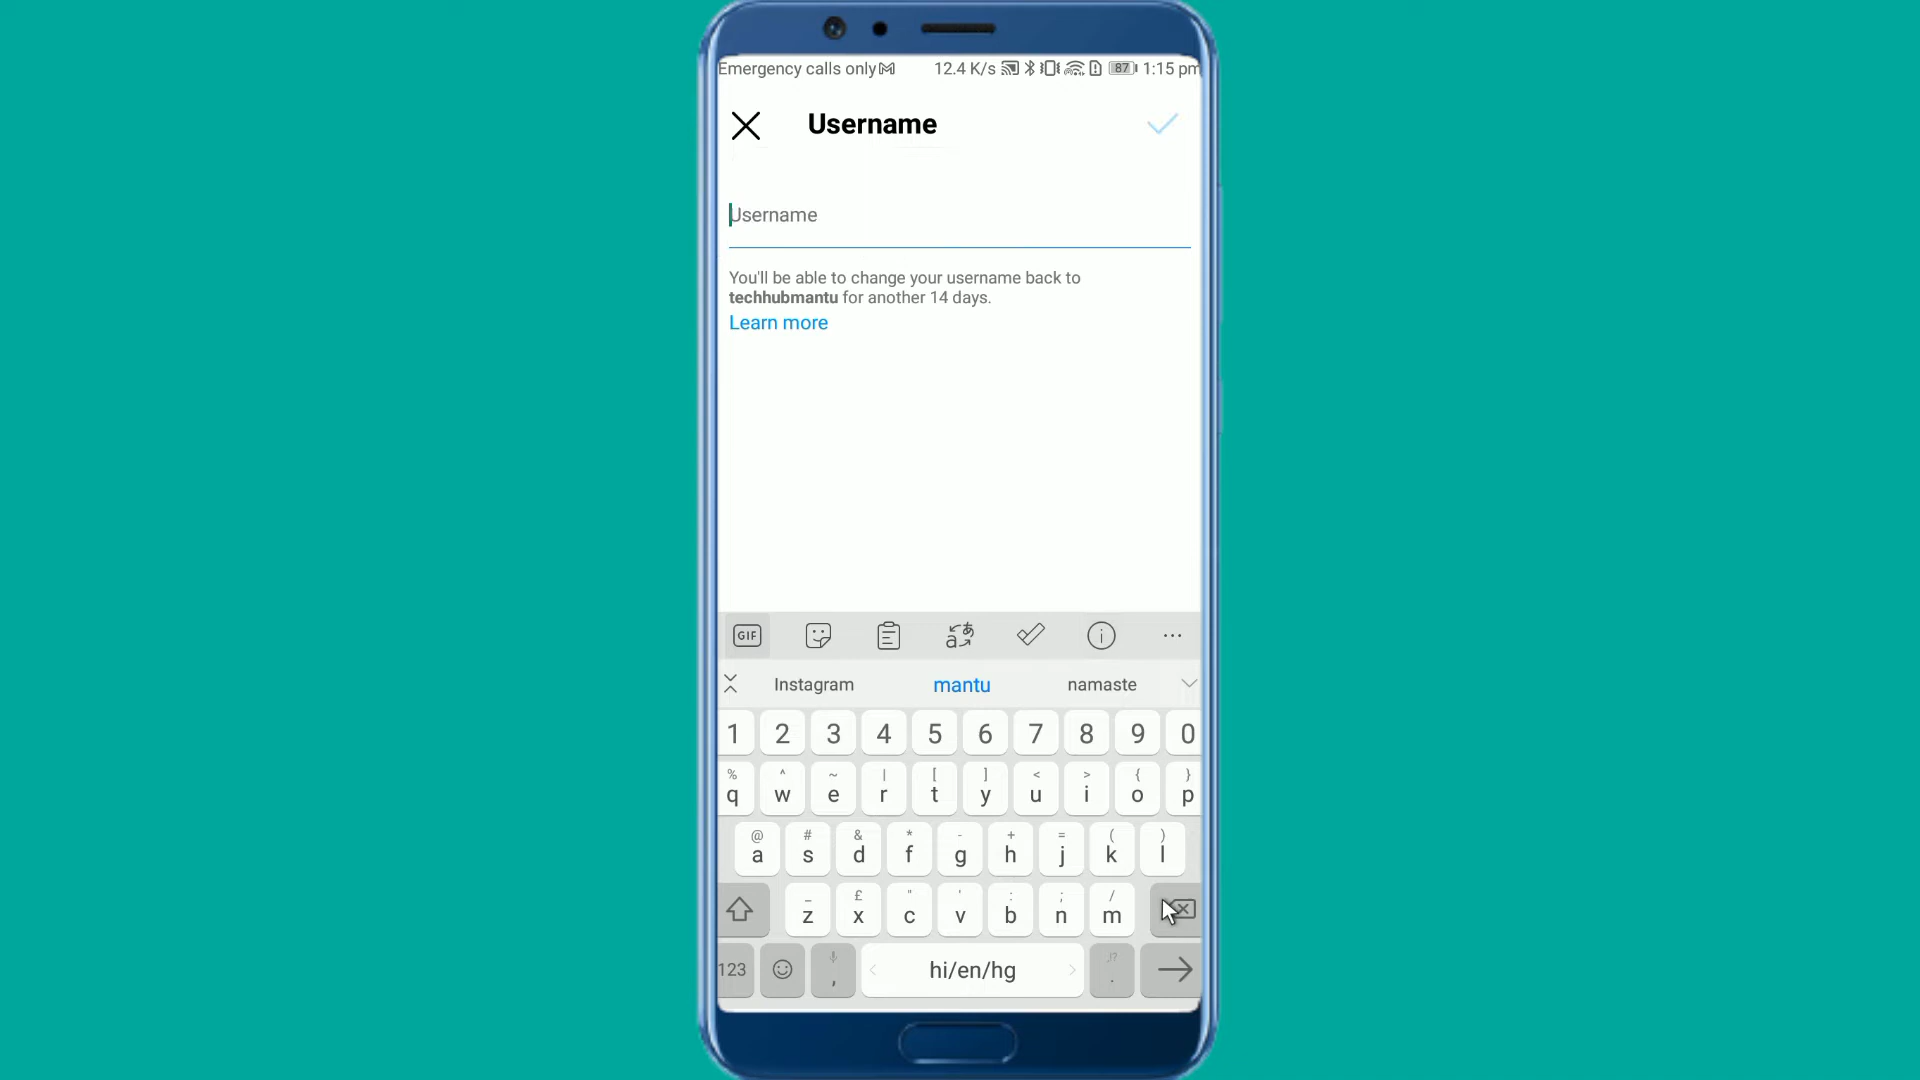 Emergency calls only 12.4 K/s 87 1:15 pm
Username
Username
You'll be able to change your username back to
techhubmantu for another 14 days.
Learn more
GIF
Instagram mantu namaste
1 2 3 4 5 6 7 8 9 0
% ^ ~ | [ ] < > { }
q w e r t y u i o p
@ # & * - + = ( )
a s d f g h j k l
_ £ " ' : ; /
z x c v b n m
123 , hi/en/hg .